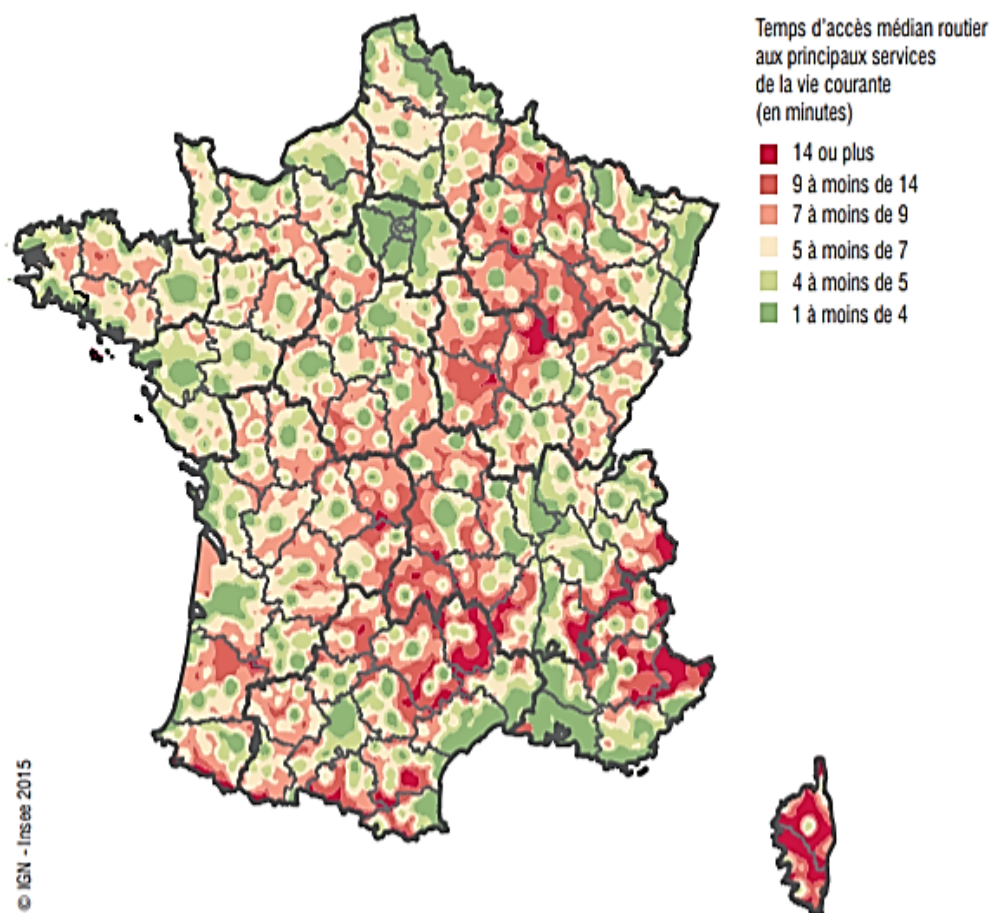 Temps d'accès médian routier
aux principaux services
de la vie courante
(en minutes)
14 ou plus
9 à moins de 14
7 à moins de 9
5 à moins de 7
4 à moins de 5
1 à moins de 4
© IGN - Insee 2015